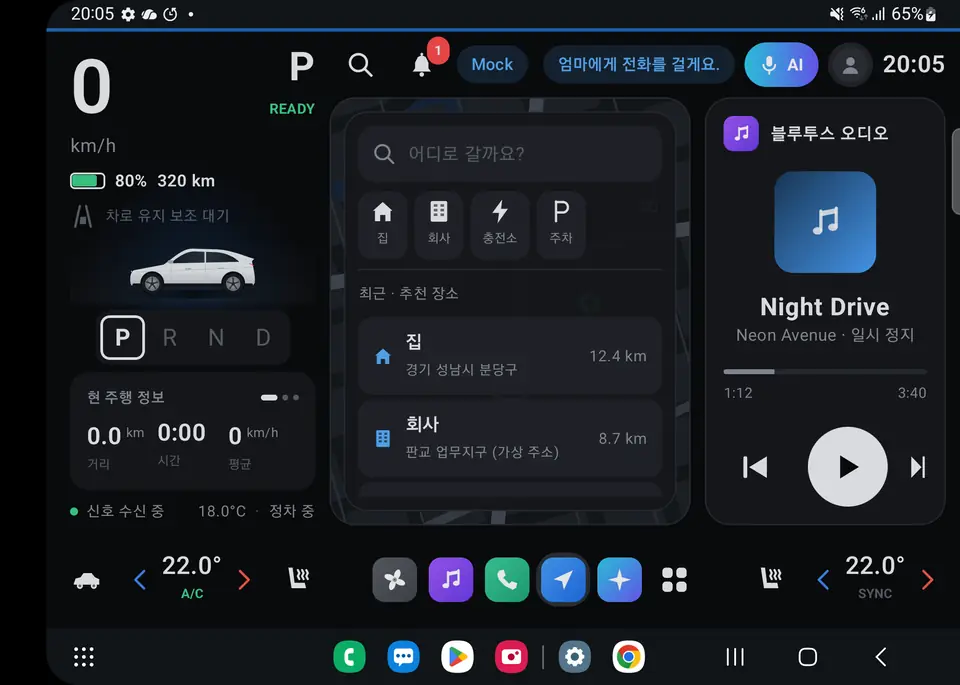 20:05
65%
0
P
km/h
READY
80% 320 km
차로 유지 보조 대기
P R N D
현 주행 정보
0.0 km 0:00 0 km/h
거리 시간 평균
신호 수신 중 18.0°C · 정차 중
1
Mock
엄마에게 전화를 걸게요.
AI
20:05
어디로 갈까요?
집 회사 충전소 P 주차
최근 · 추천 장소
집
경기 성남시 분당구
12.4 km
회사
판교 업무지구 (가상 주소)
8.7 km
블루투스 오디오
Night Drive
Neon Avenue · 일시 정지
1:12 3:40
22.0°
A/C
22.0°
SYNC